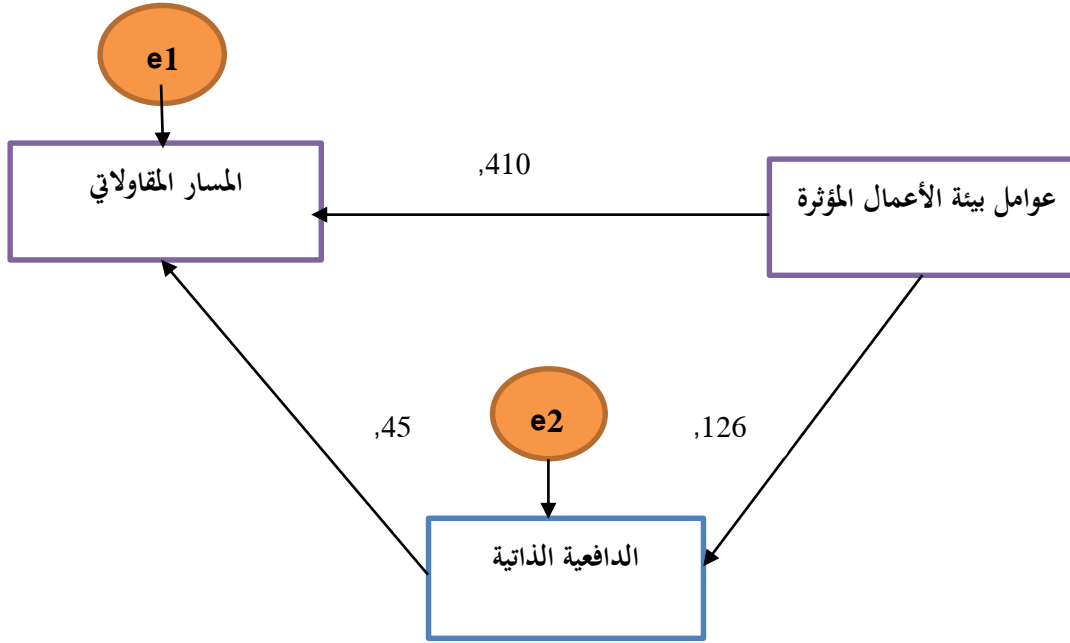 e1
المسار المقاولاتي
,410
عوامل بيئة الأعمال المؤثرة
,45
e2
,126
الدافعية الذاتية